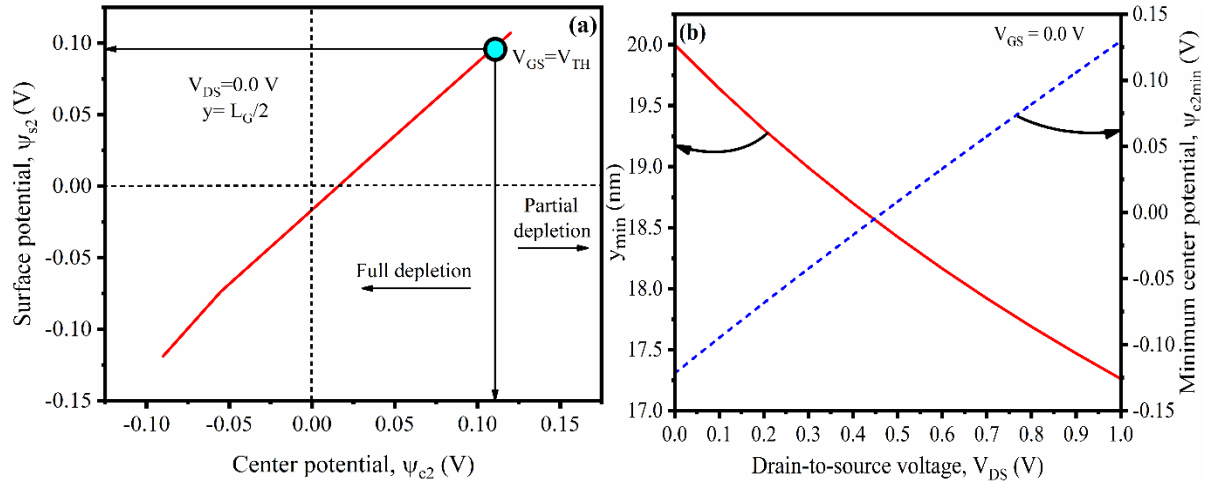 (a)
0.10
0.05
0.00
-0.05
-0.10
-0.15
Surface potential, ψs2 (V)
V_GS=V_TH
V_DS=0.0 V
y= L_G/2
Partial
depletion
Full depletion
-0.10
-0.05
0.00
0.05
0.10
0.15
Center potential, ψc2 (V)
(b)
V_GS = 0.0 V
20.0
19.5
19.0
18.5
18.0
17.5
17.0
y_min (nm)
0.15
0.10
0.05
0.00
-0.05
-0.10
-0.15
Minimum center potential, ψc2min (V)
0.0
0.1
0.2
0.3
0.4
0.5
0.6
0.7
0.8
0.9
1.0
Drain-to-source voltage, V_DS (V)